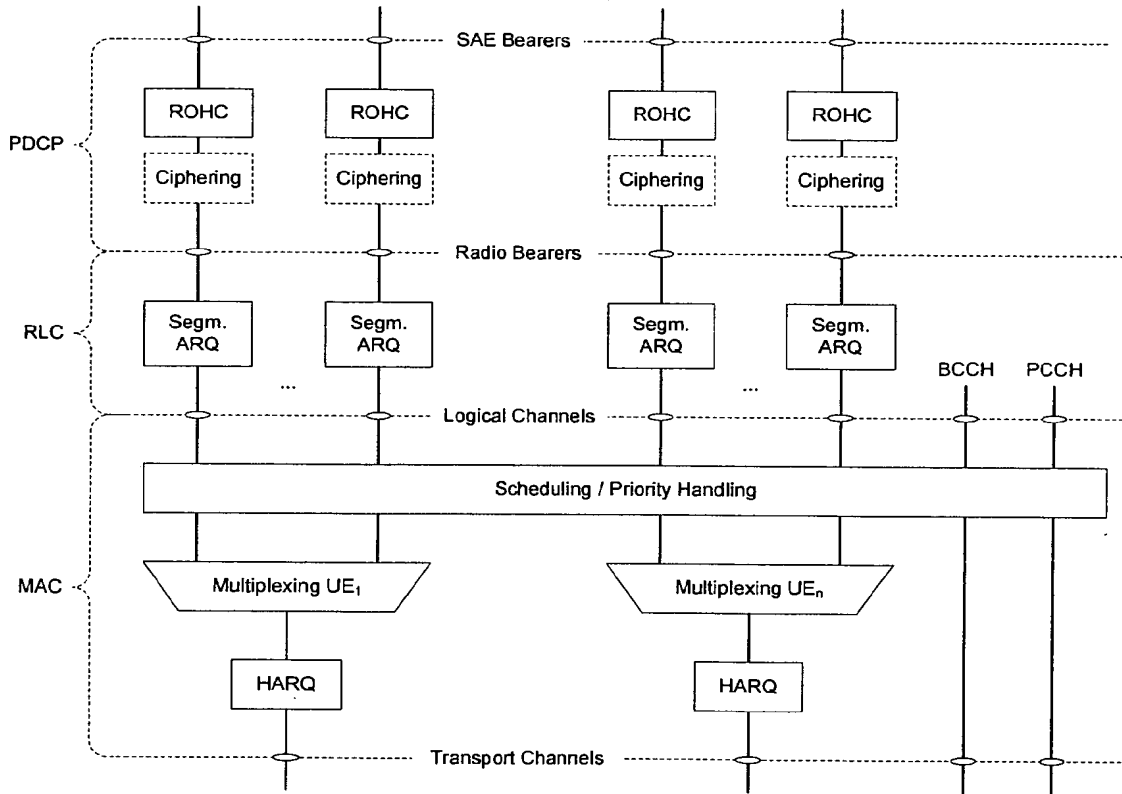 SAE Bearers
ROHC ROHC ROHC ROHC
PDCP
Ciphering Ciphering Ciphering Ciphering
Radio Bearers
RLC
Segm. ARQ Segm. ARQ Segm. ARQ Segm. ARQ
BCCH PCCH
... ...
Logical Channels
Scheduling / Priority Handling
MAC
Multiplexing UE1 Multiplexing UEn
HARQ HARQ
Transport Channels